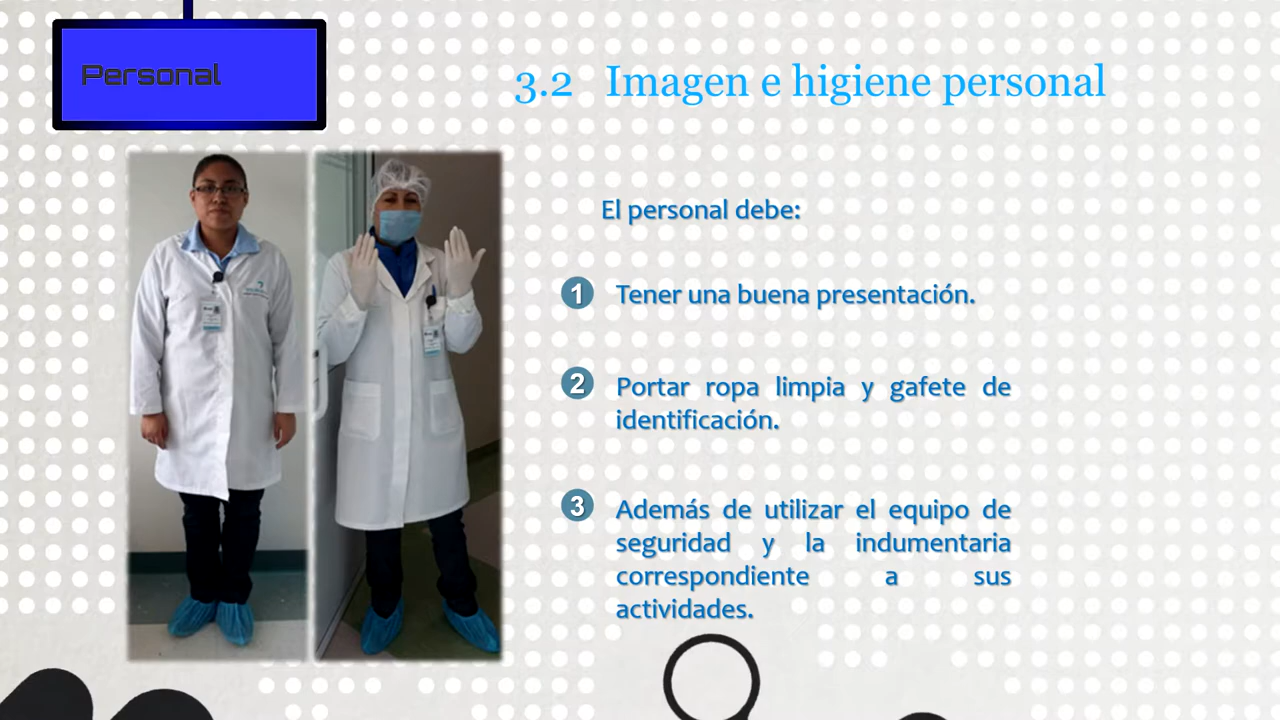 Personal
3.2 Imagen e higiene personal
El personal debe:
1 Tener una buena presentación.
2 Portar ropa limpia y gafete de
identificación.
3 Además de utilizar el equipo de
seguridad y la indumentaria
correspondiente a sus
actividades.